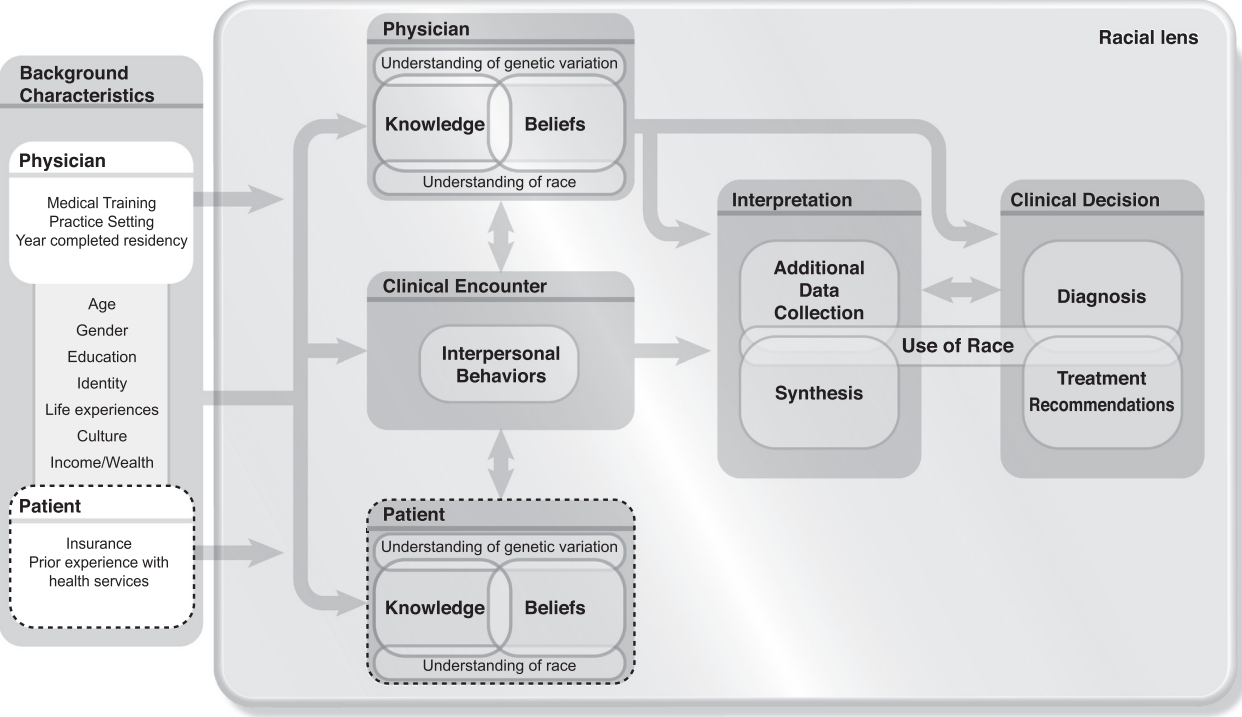 Racial lens
Background
Characteristics
Physician
Medical Training
Practice Setting
Year completed residency
Age
Gender
Education
Identity
Life experiences
Culture
Income/Wealth
Patient
Insurance
Prior experience with
health services
Physician
Understanding of genetic variation
Knowledge
Beliefs
Understanding of race
Clinical Encounter
Interpersonal
Behaviors
Patient
Understanding of genetic variation
Knowledge
Beliefs
Understanding of race
Interpretation
Additional
Data
Collection
Synthesis
Use of Race
Clinical Decision
Diagnosis
Treatment
Recommendations